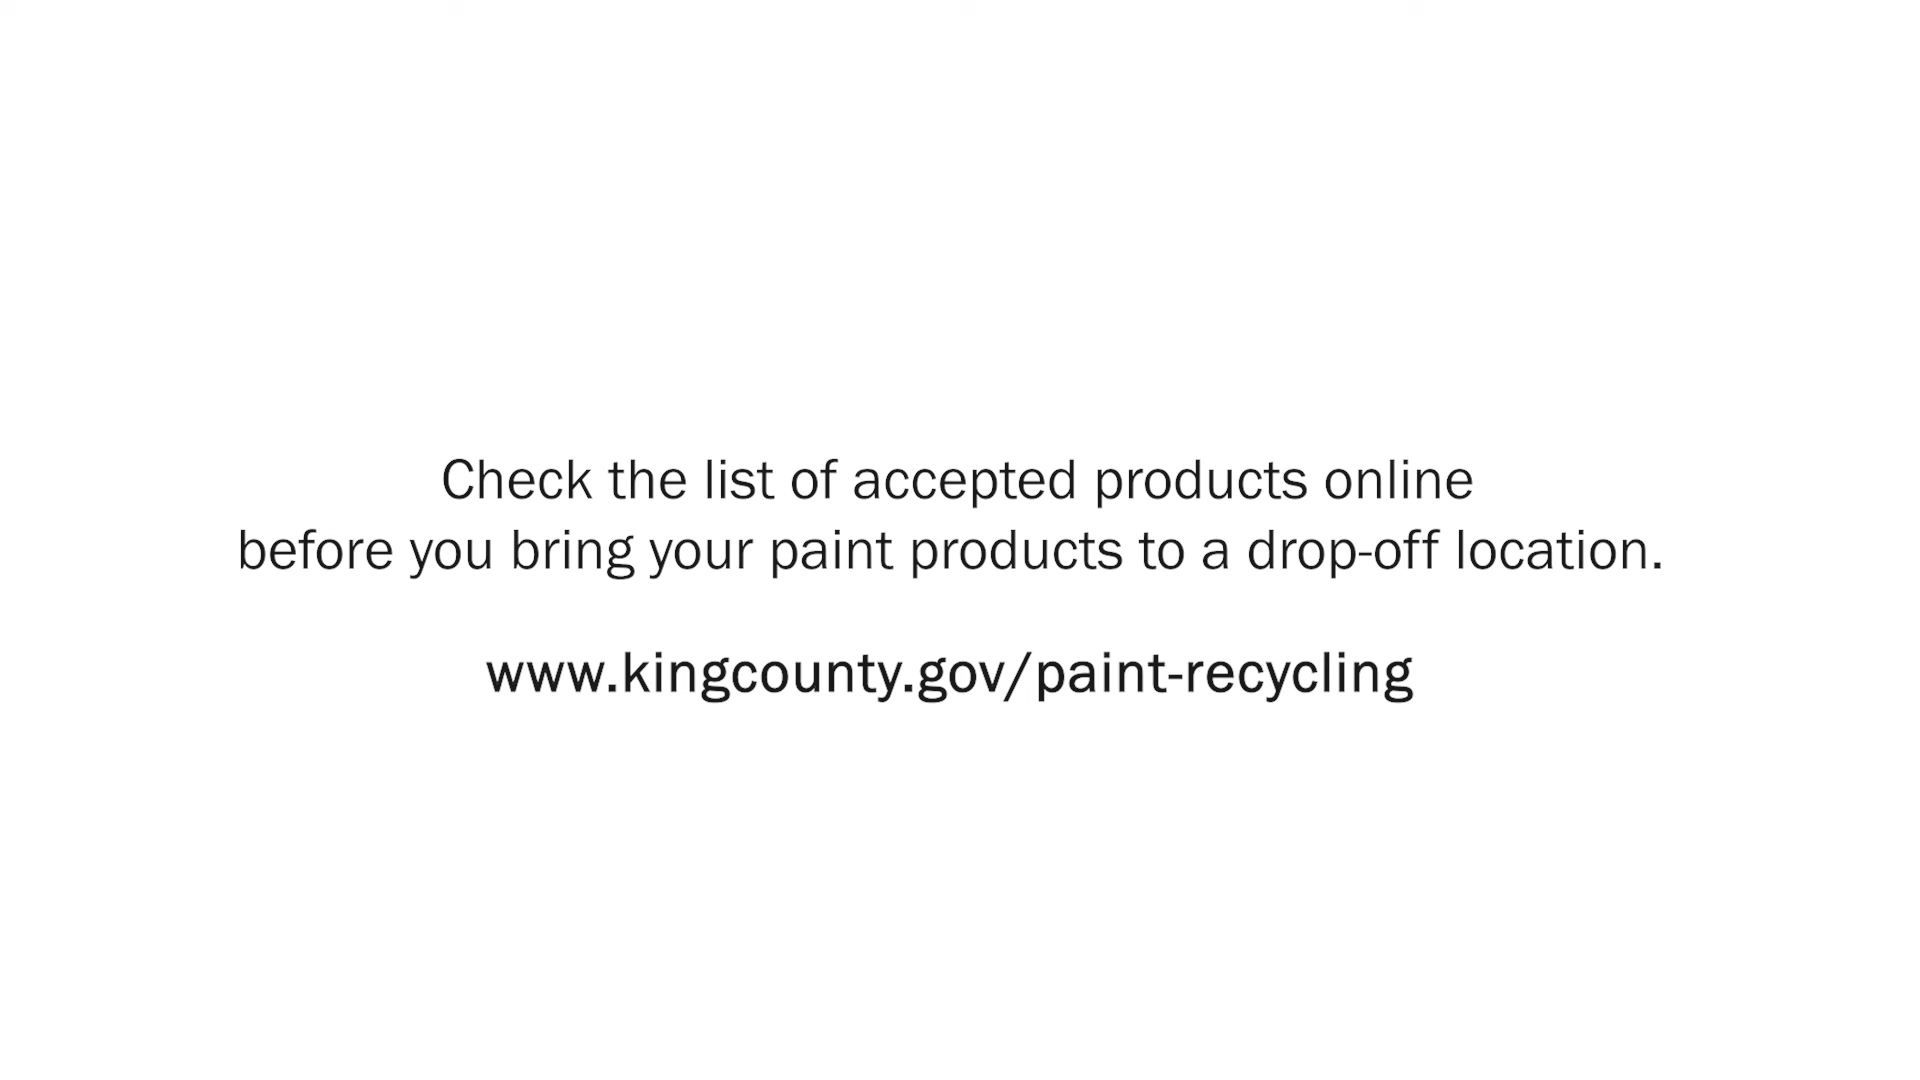 Check the list of accepted products online
before you bring your paint products to a drop-off location.
www.kingcounty.gov/paint-recycling